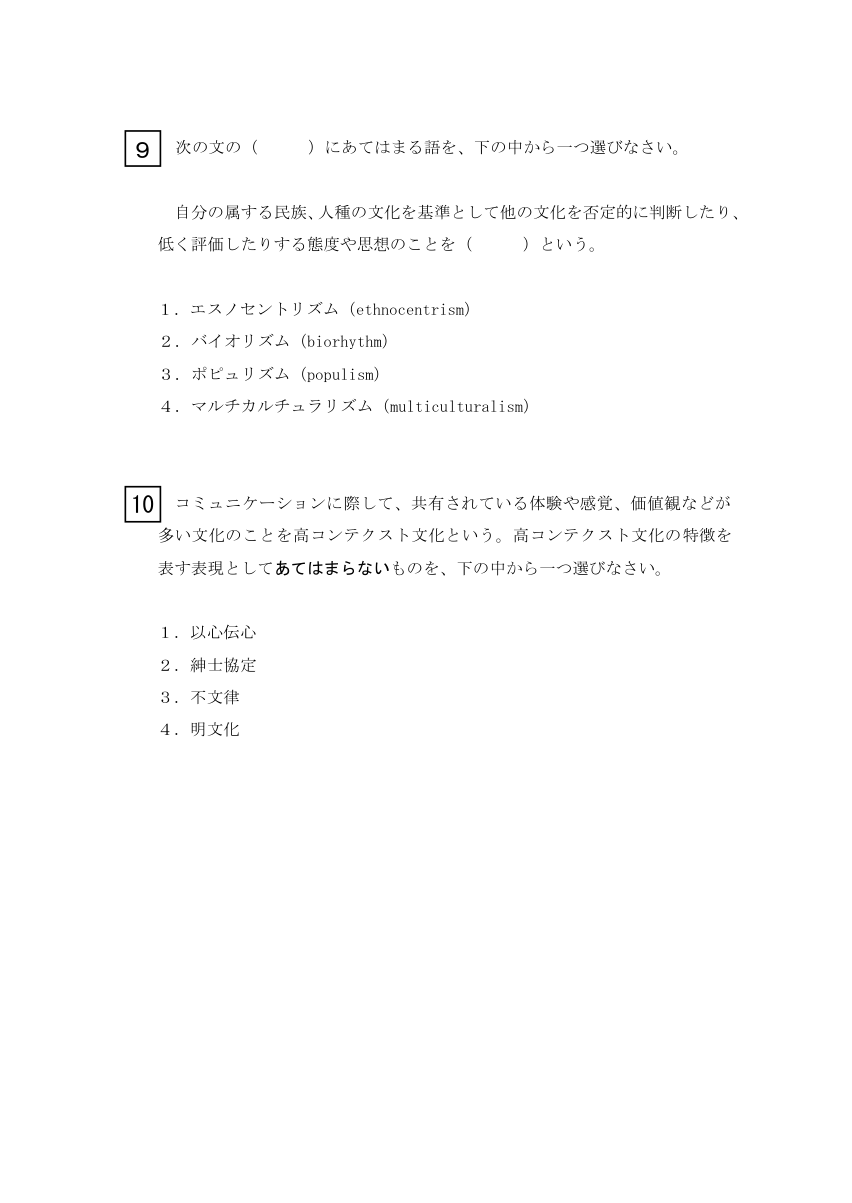 ９ 次の文の（　　　）にあてはまる語を、下の中から一つ選びなさい。
自分の属する民族、人種の文化を基準として他の文化を否定的に判断したり、
低く評価したりする態度や思想のことを（　　　）という。
１．エスノセントリズム（ethnocentrism）
２．バイオリズム（biorhythm）
３．ポピュリズム（populism）
４．マルチカルチュラリズム（multiculturalism）
10 コミュニケーションに際して、共有されている体験や感覚、価値観などが
多い文化のことを高コンテクスト文化という。高コンテクスト文化の特徴を
表す表現としてあてはまらないものを、下の中から一つ選びなさい。
１．以心伝心
２．紳士協定
３．不文律
４．明文化